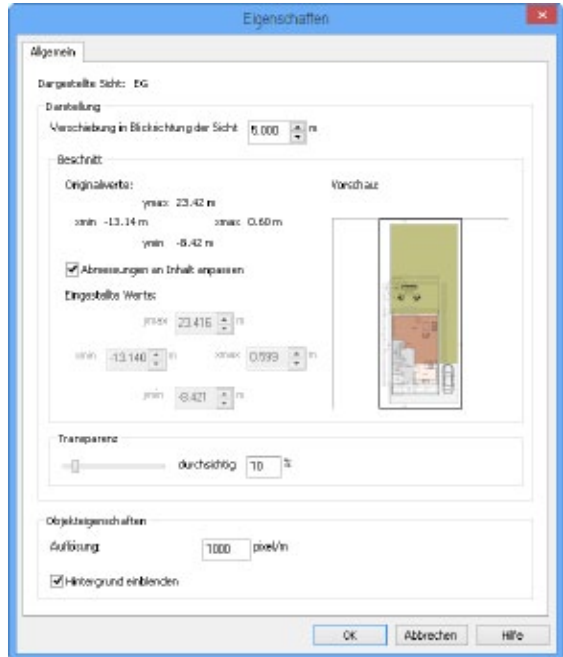 Eigenschaften
Allgemein
Dargestellte Sicht: EG
Darstellung
Verschiebung in Blickrichtung der Sicht 5.000 m
Beschnitt
Originalwerte:
Vorschau:
ymax 23.42 m
xmin -13.14 m xmax 0.60 m
ymin -8.42 m
Abmessungen an Inhalt anpassen
Eingestellte Werte:
ymax 23.416 m
xmin -13.140 m xmax 0.599 m
ymin -8.421 m
Transparenz
durchsichtig 10 %
Objekteigenschaften
Auflösung: 1000 pixel/m
Hintergrund einblenden
OK Abbrechen Hilfe